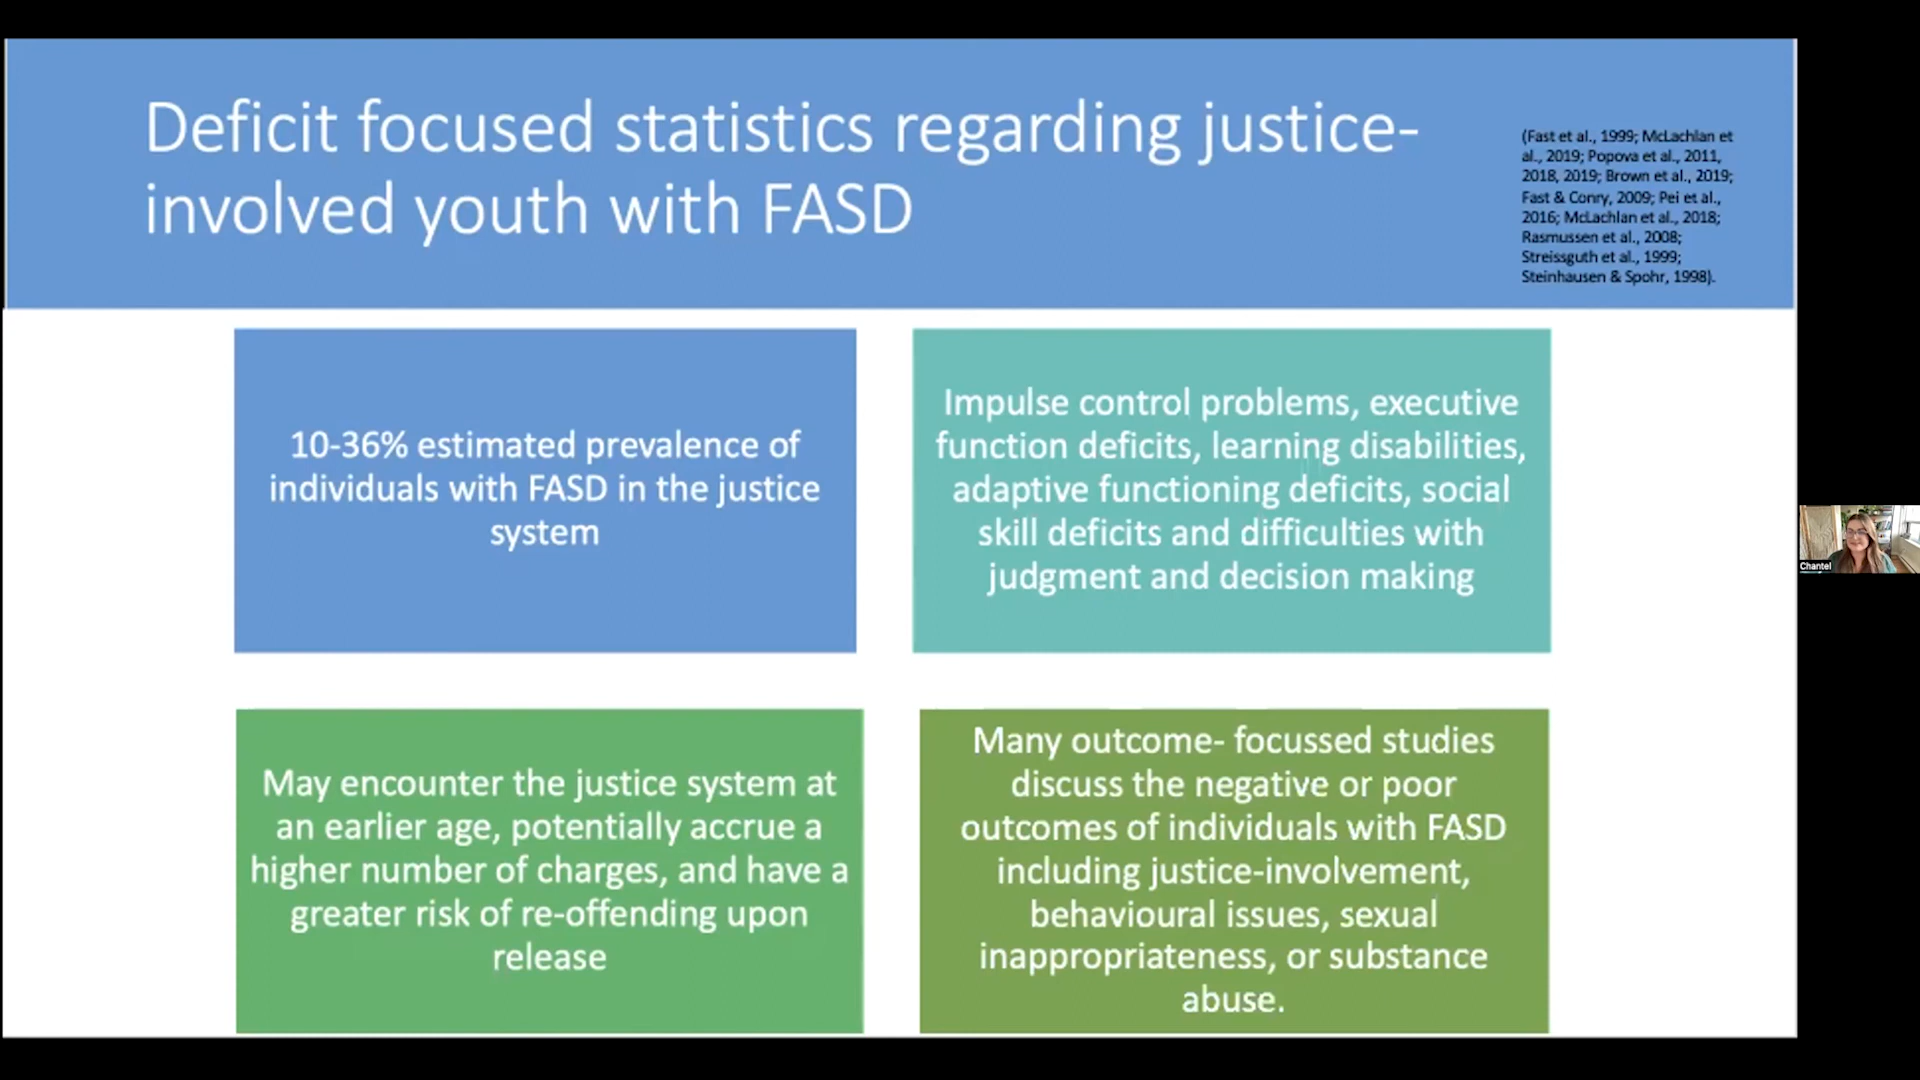 Deficit focused statistics regarding justice-
involved youth with FASD
(Fast et al., 1999; McLachlan et
al., 2019; Popova et al., 2011,
2018, 2019; Brown et al., 2019;
Fast & Conry, 2009; Pei et al.,
2016; McLachlan et al., 2018;
Rasmussen et al., 2008;
Streissguth et al., 1999;
Steinhausen & Spohr, 1998).
10-36% estimated prevalence of
individuals with FASD in the justice
system
Impulse control problems, executive
function deficits, learning disabilities,
adaptive functioning deficits, social
skill deficits and difficulties with
judgment and decision making
May encounter the justice system at
an earlier age, potentially accrue a
higher number of charges, and have a
greater risk of re-offending upon
release
Many outcome- focussed studies
discuss the negative or poor
outcomes of individuals with FASD
including justice-involvement,
behavioural issues, sexual
inappropriateness, or substance
abuse.
Chantel